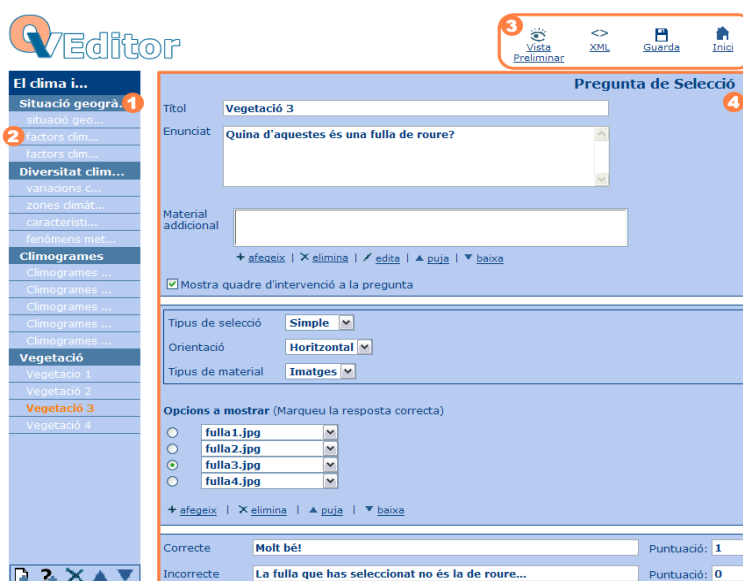 QVEditor
3
Vista Preliminar
<> XML
Guarda
Inici
El clima i...
Situació geogrà...
1
situació geo...
2
factors clim...
factors clim...
Diversitat clim...
variacions c...
zones climàt...
característi...
fenòmens met...
Climogrames
Climogrames ...
Climogrames ...
Climogrames ...
Climogrames ...
Climogrames ...
Vegetació
Vegetacio 1
Vegetació 2
Vegetació 3
Vegetació 4
Pregunta de Selecció
4
Títol Vegetació 3
Enunciat Quina d'aquestes és una fulla de roure?
Material addicional
+ afegeix | elimina | edita | puja | baixa
Mostra quadre d'intervenció a la pregunta
Tipus de selecció Simple
Orientació Horitzontal
Tipus de material Imatges
Opcions a mostrar (Marqueu la resposta correcta)
fulla1.jpg
fulla2.jpg
fulla3.jpg
fulla4.jpg
+ afegeix | elimina | puja | baixa
Correcte Molt bé! Puntuació: 1
Incorrecte La fulla que has seleccionat no és la de roure... Puntuació: 0